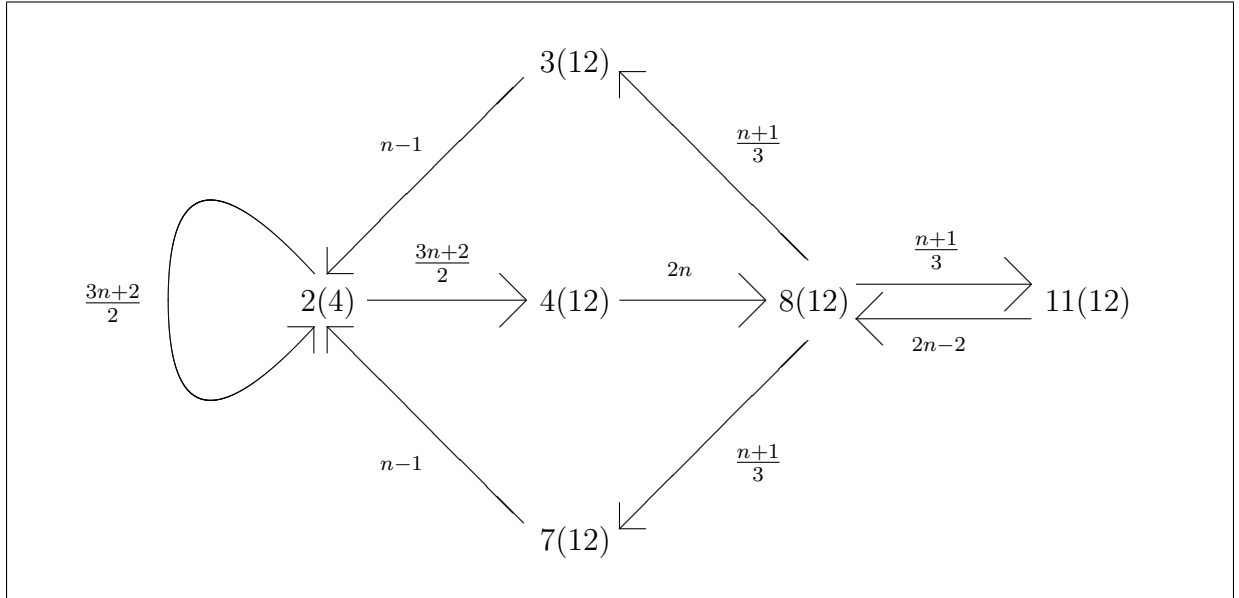 3(12)
n−1
n+1
3
3n+2
2
2(4)
3n+2
2
4(12)
2n
8(12)
n+1
3
11(12)
2n−2
n−1
n+1
3
7(12)